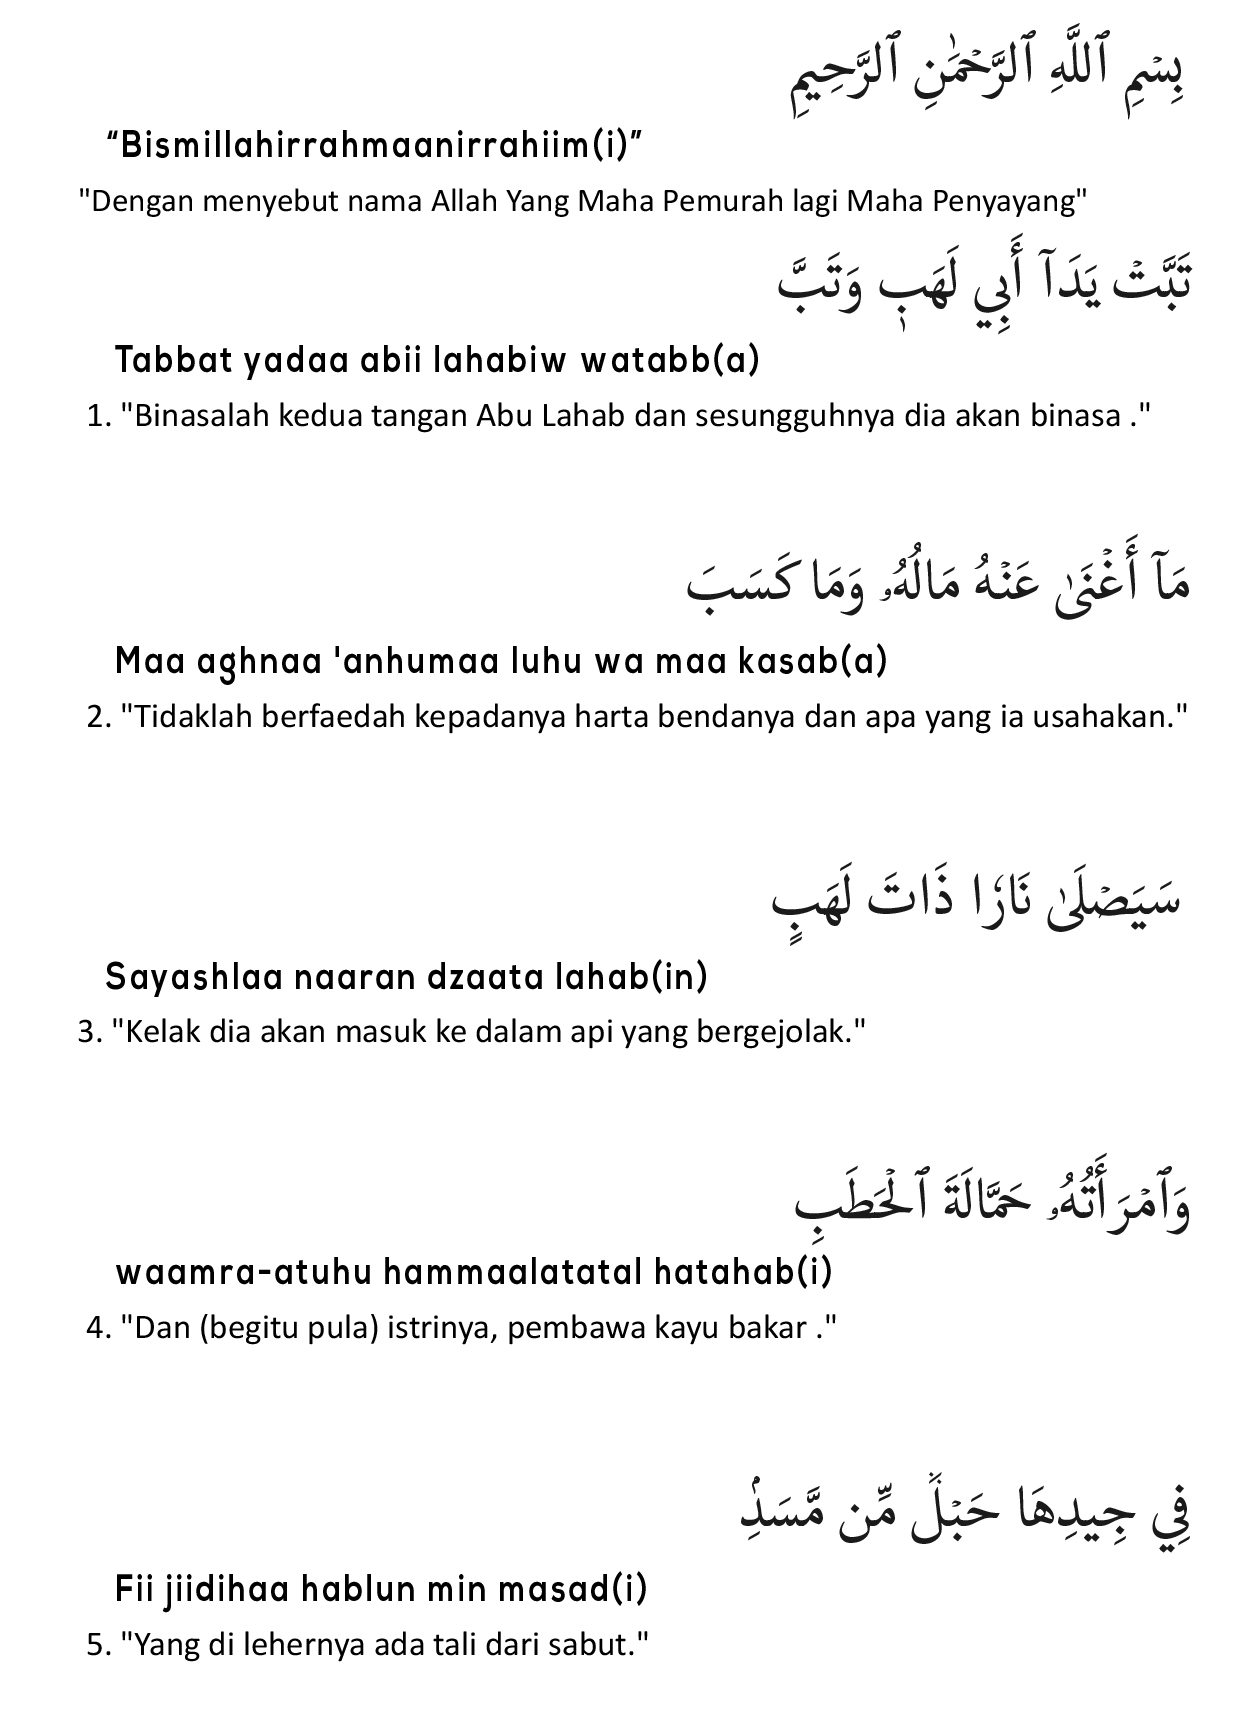 بِسۡمِ ٱللَّهِ ٱلرَّحۡمَٰنِ ٱلرَّحِيمِ
“Bismillahirrahmaanirrahiim(i)”
"Dengan menyebut nama Allah Yang Maha Pemurah lagi Maha Penyayang"
تَبَّتۡ يَدَآ أَبِي لَهَبٖ وَتَبَّ
Tabbat yadaa abii lahabiw watabb(a)
1. "Binasalah kedua tangan Abu Lahab dan sesungguhnya dia akan binasa ."
مَآ أَغۡنَىٰ عَنۡهُ مَالُهُۥ وَمَا كَسَبَ
Maa aghnaa 'anhumaa luhu wa maa kasab(a)
2. "Tidaklah berfaedah kepadanya harta bendanya dan apa yang ia usahakan."
سَيَصۡلَىٰ نَارٗا ذَاتَ لَهَبٍ
Sayashlaa naaran dzaata lahab(in)
3. "Kelak dia akan masuk ke dalam api yang bergejolak."
وَٱمۡرَأَتُهُۥ حَمَّالَةَ ٱلۡحَطَبِ
waamra-atuhu hammaalatatal hatahab(i)
4. "Dan (begitu pula) istrinya, pembawa kayu bakar ."
فِي جِيدِهَا حَبۡلٞ مِّن مَّسَدِۭ
Fii jiidihaa hablun min masad(i)
5. "Yang di lehernya ada tali dari sabut."